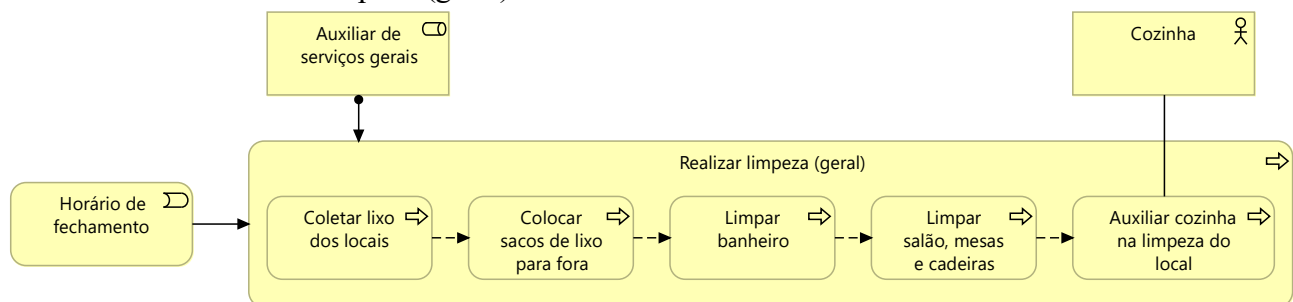 Auxiliar de
serviços gerais
Cozinha
Realizar limpeza (geral)
Horário de
fechamento
Coletar lixo
dos locais
Colocar
sacos de lixo
para fora
Limpar
banheiro
Limpar
salão, mesas
e cadeiras
Auxiliar cozinha
na limpeza do
local